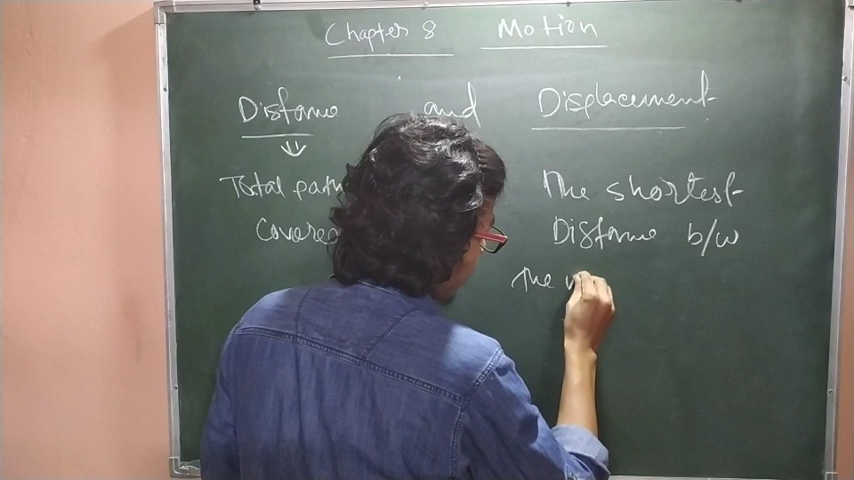 Chapter 8 Motion
Distance and Displacement
Total path
Covered
The shortest
Distance b/w
The